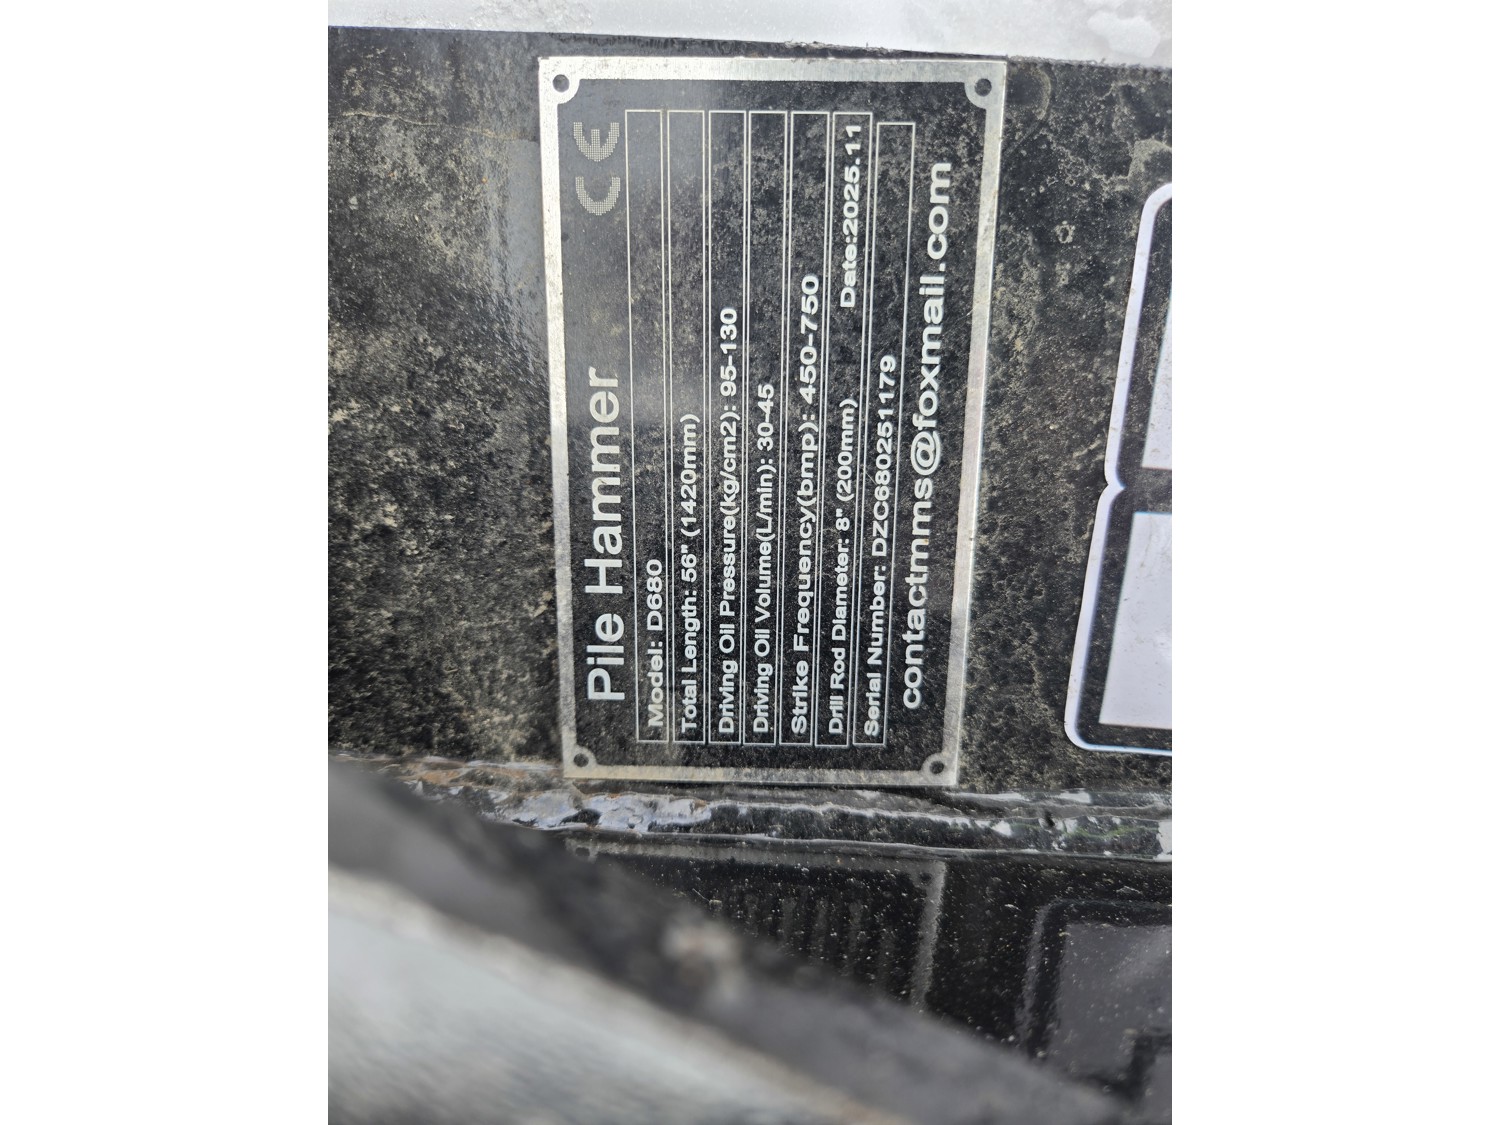 Pile Hammer CE
Model: D680
Total Length: 56" (1420mm)
Driving Oil Pressure(kg/cm2): 95-130
Driving Oil Volume(L/min): 30-45
Strike Frequency(bmp): 450-750
Drill Rod Diameter: 8" (200mm) Date:2025.11
Serial Number: DZC680251179
contactmms@foxmail.com